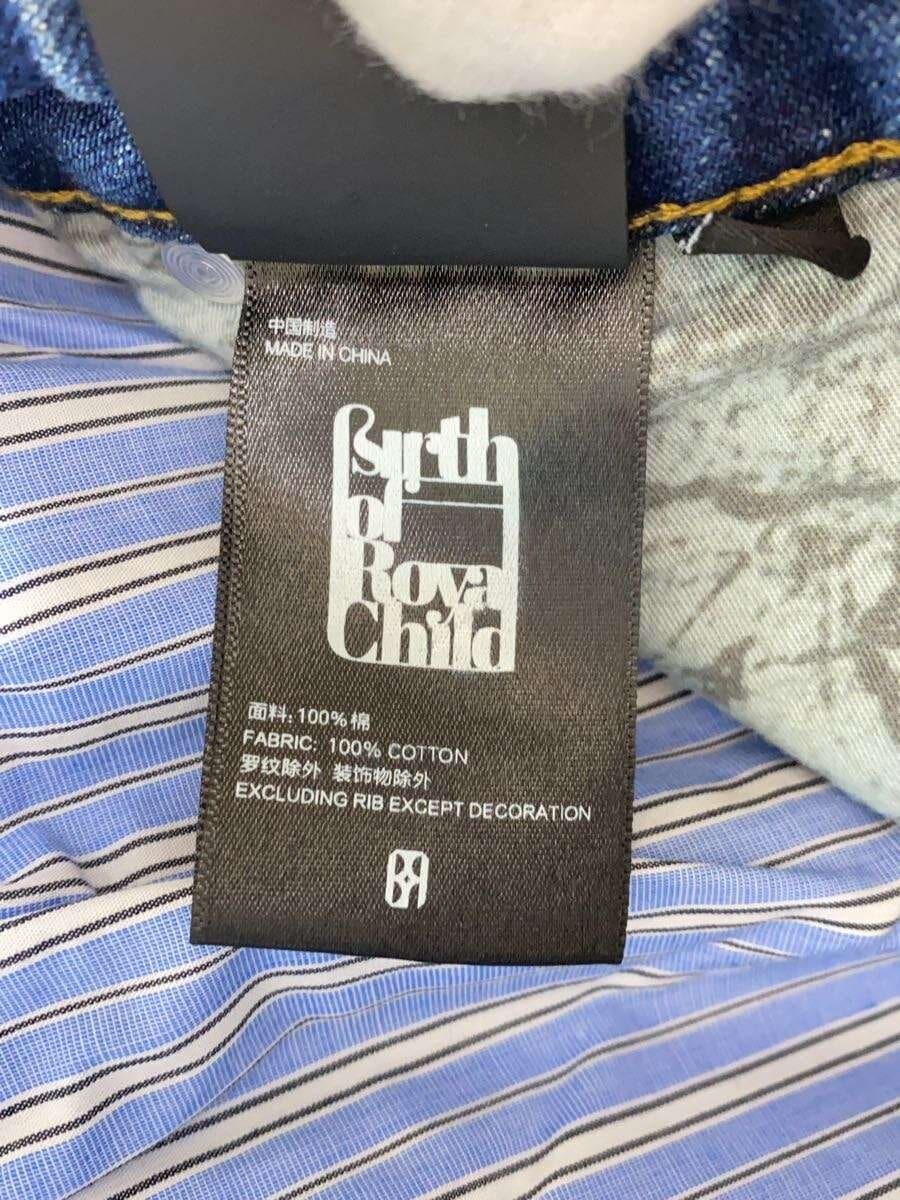 中国制造
MADE IN CHINA
Byrth
of
Royal
Child
面料: 100% 棉
FABRIC: 100% COTTON
罗纹除外 装饰物除外
EXCLUDING RIB EXCEPT DECORATION